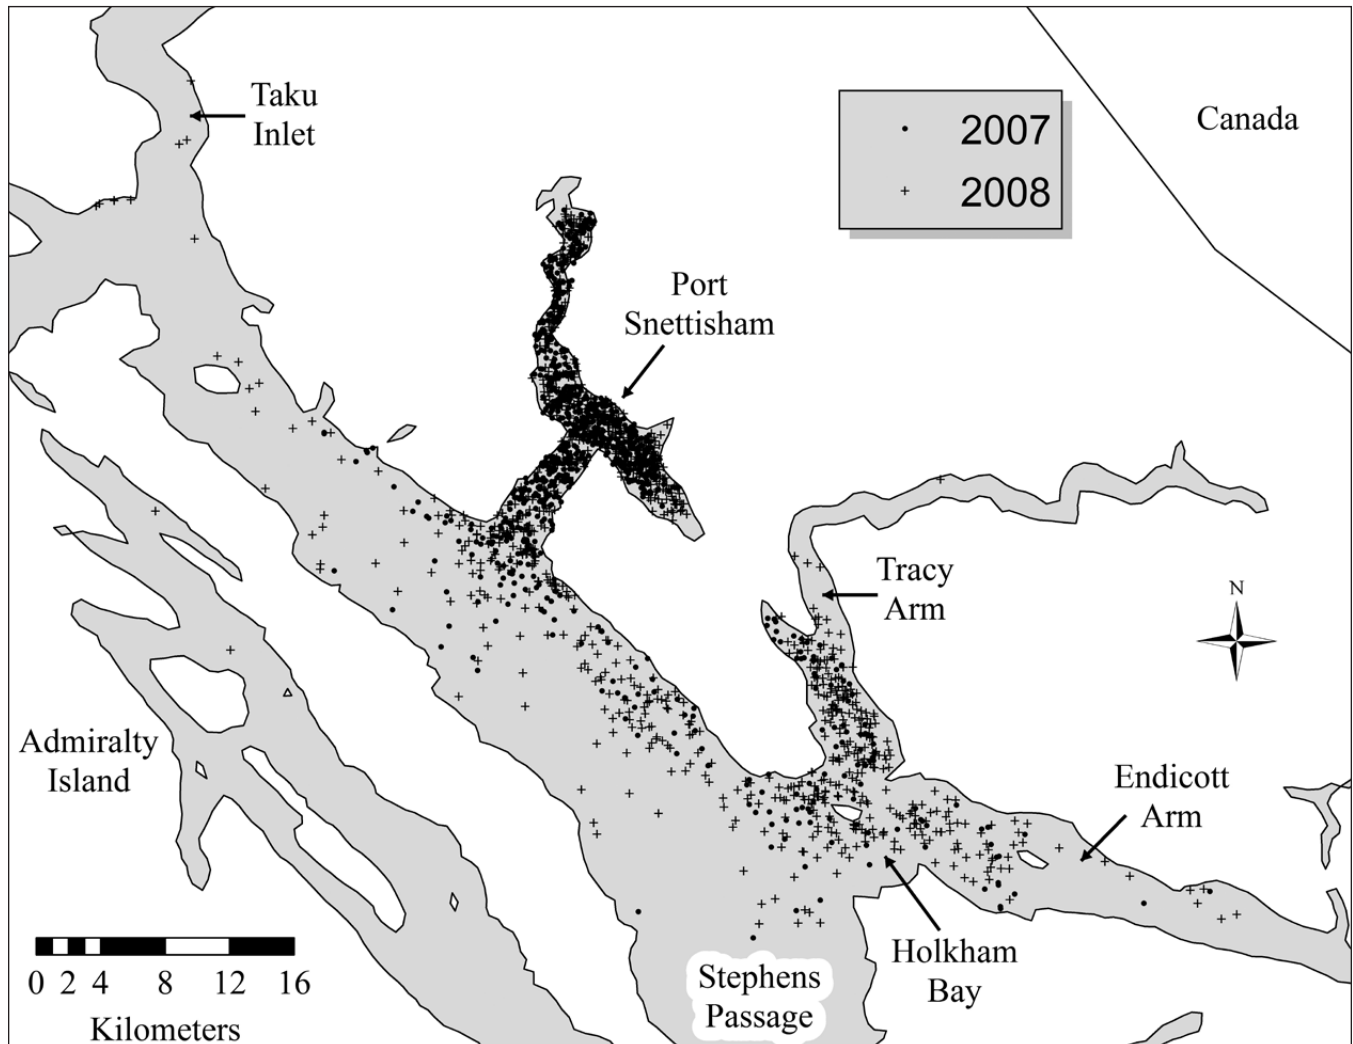 Taku
Inlet
2007
2008
Canada
Port
Snettisham
Tracy
Arm
N
Admiralty
Island
Endicott
Arm
Holkham
Bay
Stephens
Passage
0 2 4 8 12 16
Kilometers